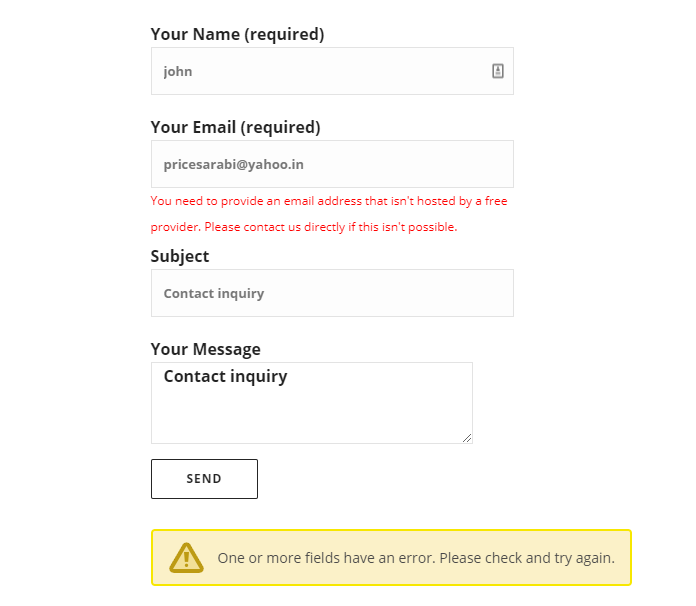 Your Name (required)
john
Your Email (required)
pricesarabi@yahoo.in
You need to provide an email address that isn't hosted by a free
provider. Please contact us directly if this isn't possible.
Subject
Contact inquiry
Your Message
Contact inquiry
SEND
One or more fields have an error. Please check and try again.